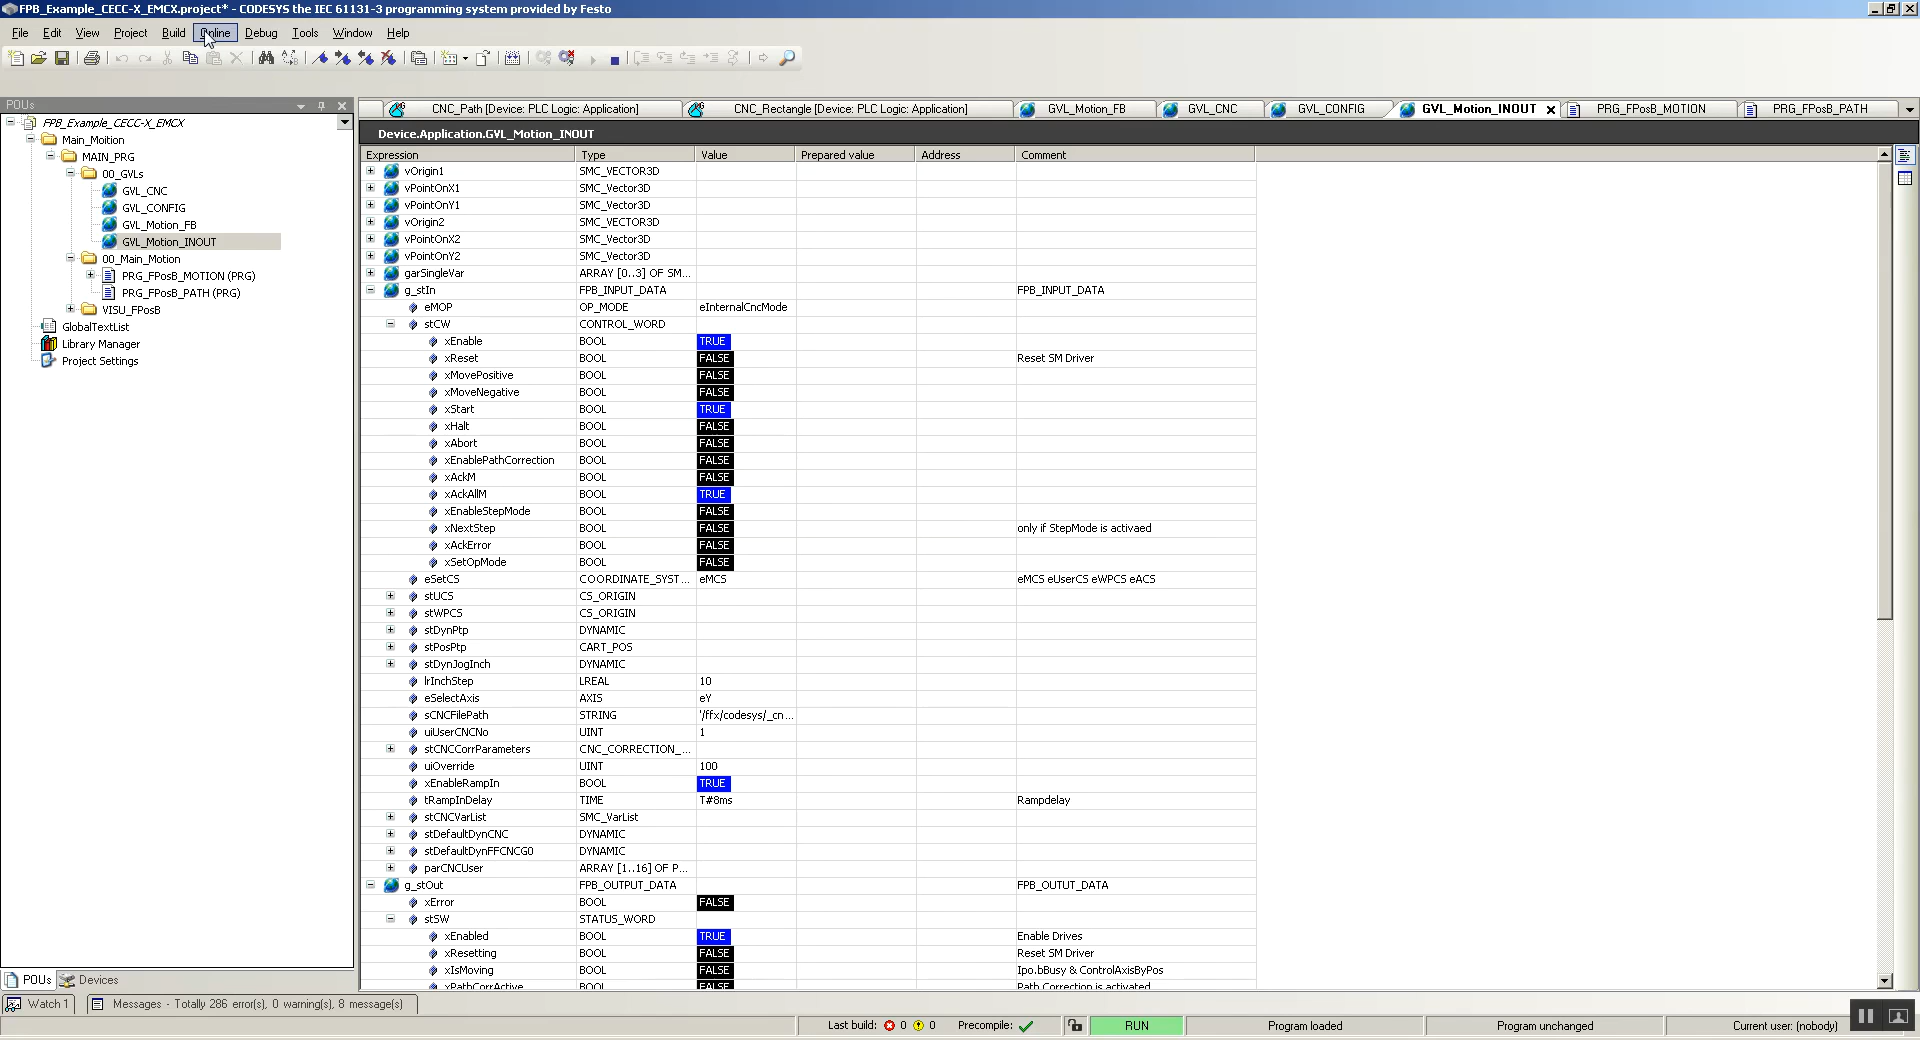 FPB_Example_CECC-X_EMCX.project* - CODESYS the IEC 61131-3 programming system provided by Festo
File Edit View Project Build Online Debug Tools Window Help
POUs
FPB_Example_CECC-X_EMCX
Main_Moition
MAIN_PRG
00_GVLs
GVL_CNC
GVL_CONFIG
GVL_Motion_FB
GVL_Motion_INOUT
00_Main_Motion
PRG_FPosB_MOTION (PRG)
PRG_FPosB_PATH (PRG)
VISU_FPosB
GlobalTextList
Library Manager
Project Settings
POUs Devices
CNC_Path [Device: PLC Logic: Application] CNC_Rectangle [Device: PLC Logic: Application] GVL_Motion_FB GVL_CNC GVL_CONFIG GVL_Motion_INOUT PRG_FPosB_MOTION PRG_FPosB_PATH
Device.Application.GVL_Motion_INOUT
Expression Type Value Prepared value Address Comment
vOrigin1 SMC_VECTOR3D
vPointOnX1 SMC_Vector3D
vPointOnY1 SMC_Vector3D
vOrigin2 SMC_VECTOR3D
vPointOnX2 SMC_Vector3D
vPointOnY2 SMC_Vector3D
garSingleVar ARRAY [0..3] OF SM...
g_stIn FPB_INPUT_DATA FPB_INPUT_DATA
eMOP OP_MODE eInternalCncMode
stCW CONTROL_WORD
xEnable BOOL TRUE
xReset BOOL FALSE Reset SM Driver
xMovePositive BOOL FALSE
xMoveNegative BOOL FALSE
xStart BOOL TRUE
xHalt BOOL FALSE
xAbort BOOL FALSE
xEnablePathCorrection BOOL FALSE
xAckM BOOL FALSE
xAckAllM BOOL TRUE
xEnableStepMode BOOL FALSE
xNextStep BOOL FALSE only if StepMode is activaed
xAckError BOOL FALSE
xSetOpMode BOOL FALSE
eSetCS COORDINATE_SYST... eMCS eMCS eUserCS eWPCS eACS
stUCS CS_ORIGIN
stWPCS CS_ORIGIN
stDynPtp DYNAMIC
stPosPtp CART_POS
stDynJogInch DYNAMIC
lrInchStep LREAL 10
eSelectAxis AXIS eY
sCNCFilePath STRING '/ffx/codesys/_cn...
uiUserCNCNo UINT 1
stCNCCorrParameters CNC_CORRECTION_...
uiOverride UINT 100
xEnableRampIn BOOL TRUE
tRampInDelay TIME T#8ms Rampdelay
stCNCVarList SMC_VarList
stDefaultDynCNC DYNAMIC
stDefaultDynFFCNCG0 DYNAMIC
parCNCUser ARRAY [1..16] OF P...
g_stOut FPB_OUTPUT_DATA FPB_OUTUT_DATA
xError BOOL FALSE
stSW STATUS_WORD
xEnabled BOOL TRUE Enable Drives
xResetting BOOL FALSE Reset SM Driver
xIsMoving BOOL FALSE Ipo.bBusy & ControlAxisByPos
xPathCorrActive BOOL FALSE Path Correction is activated
Watch 1 Messages - Totally 286 error(s), 0 warning(s), 8 message(s)
Last build: 0 0 Precompile: RUN Program loaded Program unchanged Current user: (nobody)